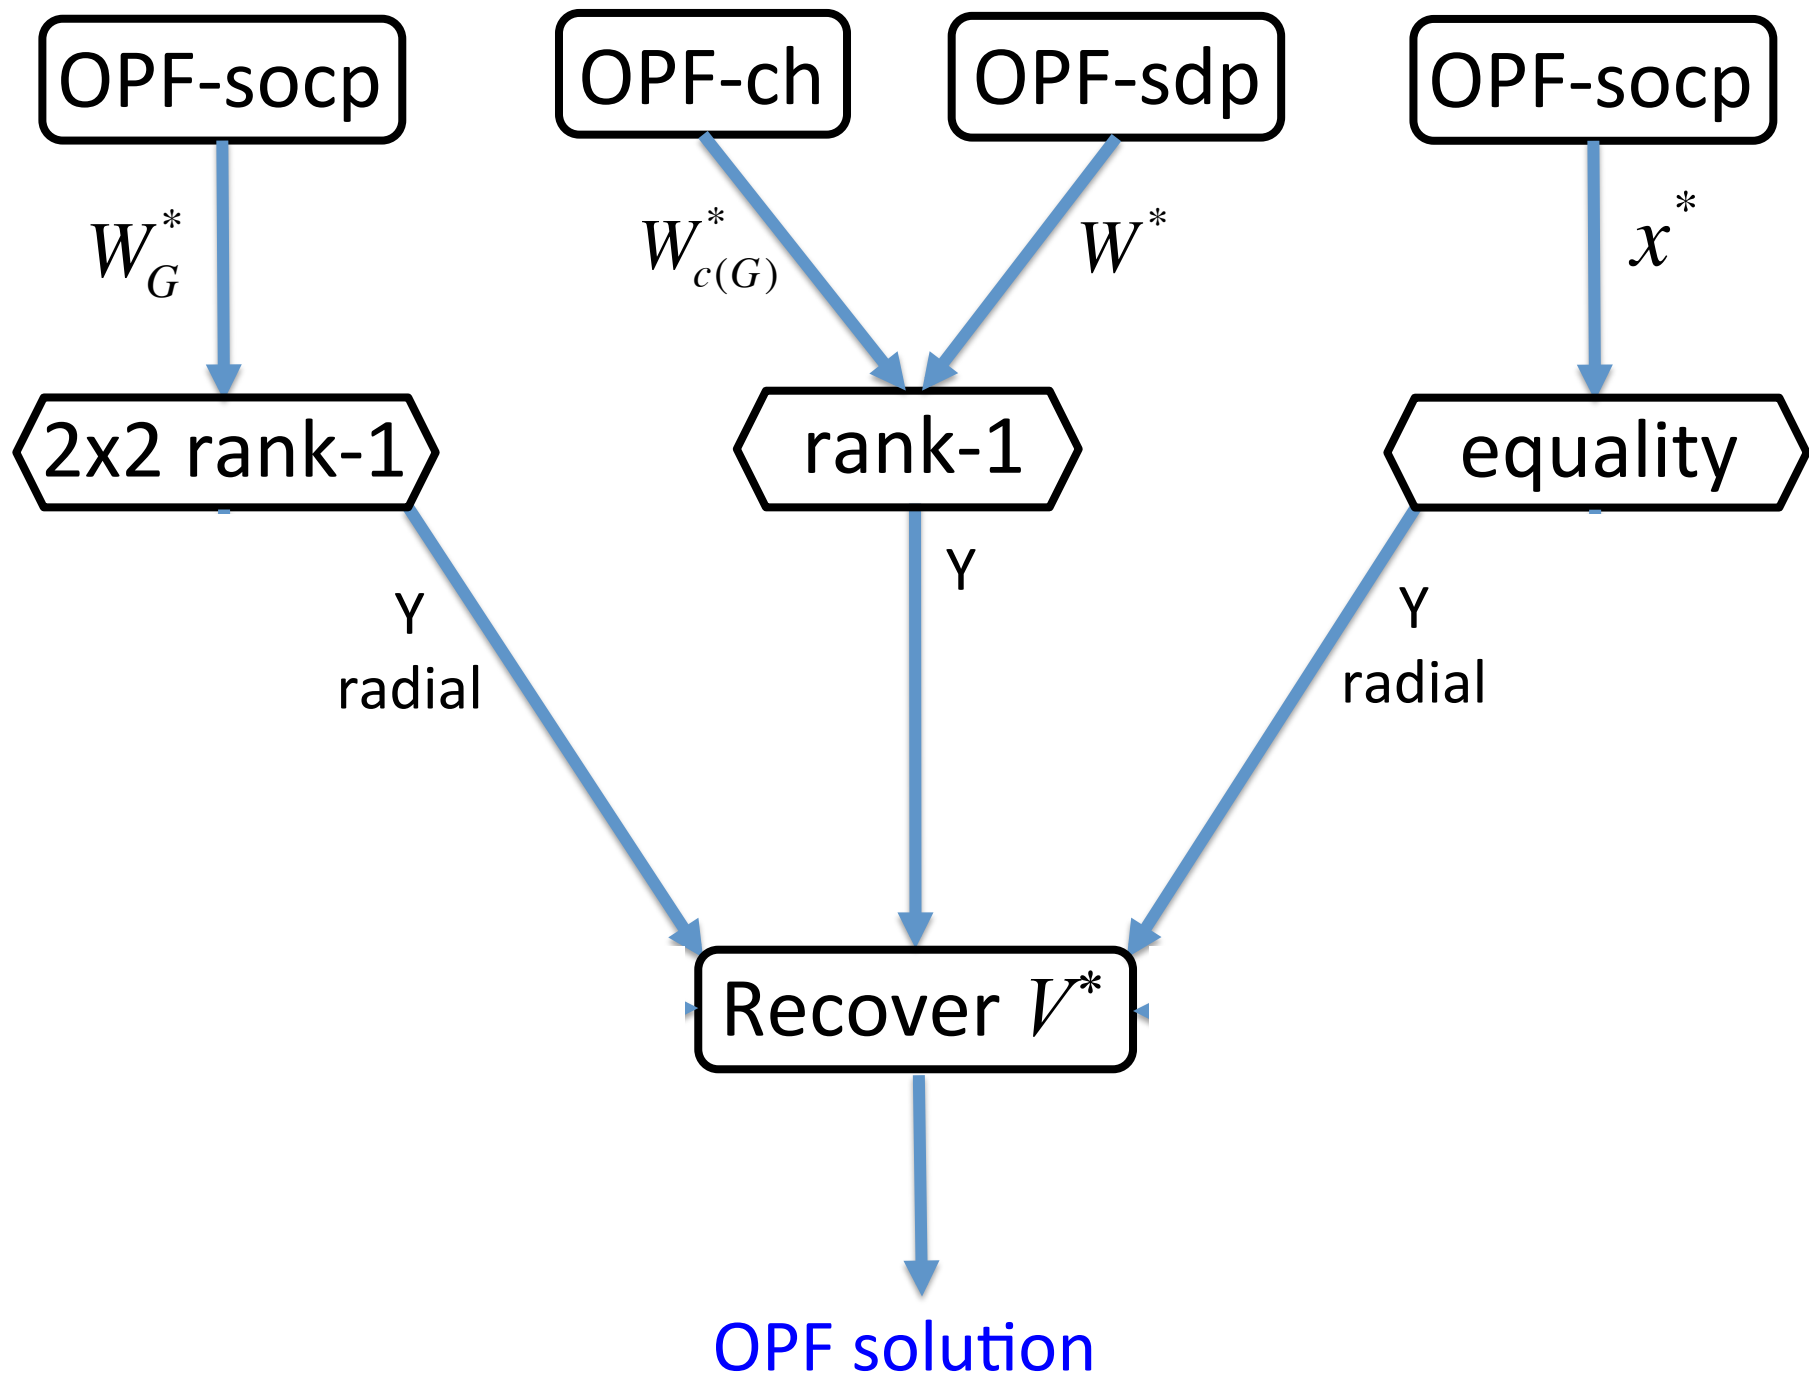 OPF-socp
OPF-ch
OPF-sdp
OPF-socp
W*_G
W*_{c(G)}
W*
x*
2x2 rank-1
rank-1
equality
Y
radial
Y
Y
radial
Recover V*
OPF solution